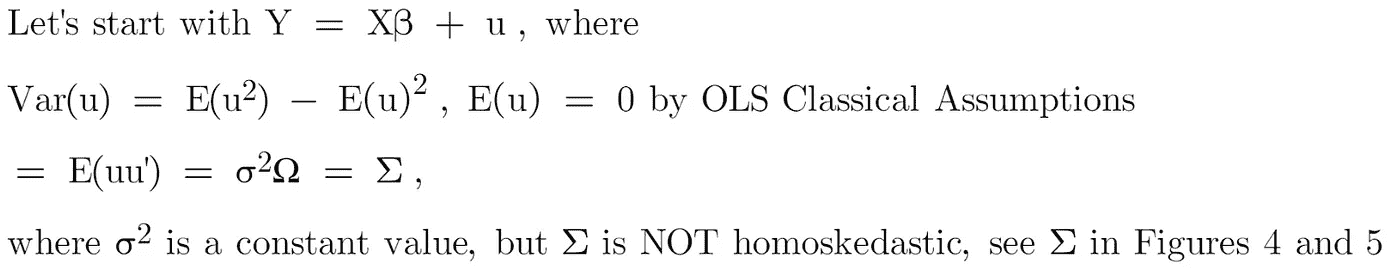 Let's start with Y = Xβ + u , where
Var(u) = E(u²) − E(u)² , E(u) = 0 by OLS Classical Assumptions
= E(uu') = σ²Ω = Σ ,
where σ² is a constant value, but Σ is NOT homoskedastic, see Σ in Figures 4 and 5